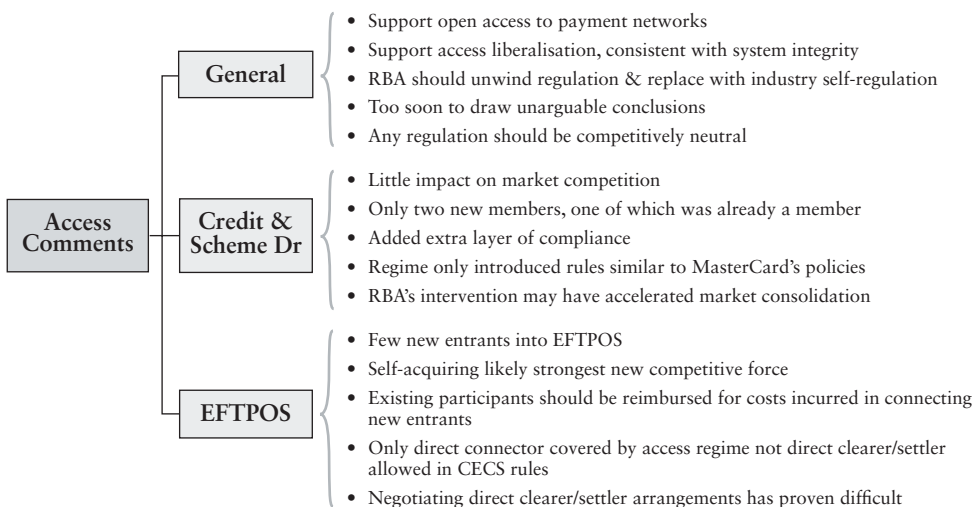 Access
Comments
General
• Support open access to payment networks
• Support access liberalisation, consistent with system integrity
• RBA should unwind regulation & replace with industry self-regulation
• Too soon to draw unarguable conclusions
• Any regulation should be competitively neutral
Credit &
Scheme Dr
• Little impact on market competition
• Only two new members, one of which was already a member
• Added extra layer of compliance
• Regime only introduced rules similar to MasterCard's policies
• RBA's intervention may have accelerated market consolidation
EFTPOS
• Few new entrants into EFTPOS
• Self-acquiring likely strongest new competitive force
• Existing participants should be reimbursed for costs incurred in connecting
new entrants
• Only direct connector covered by access regime not direct clearer/settler
allowed in CECS rules
• Negotiating direct clearer/settler arrangements has proven difficult